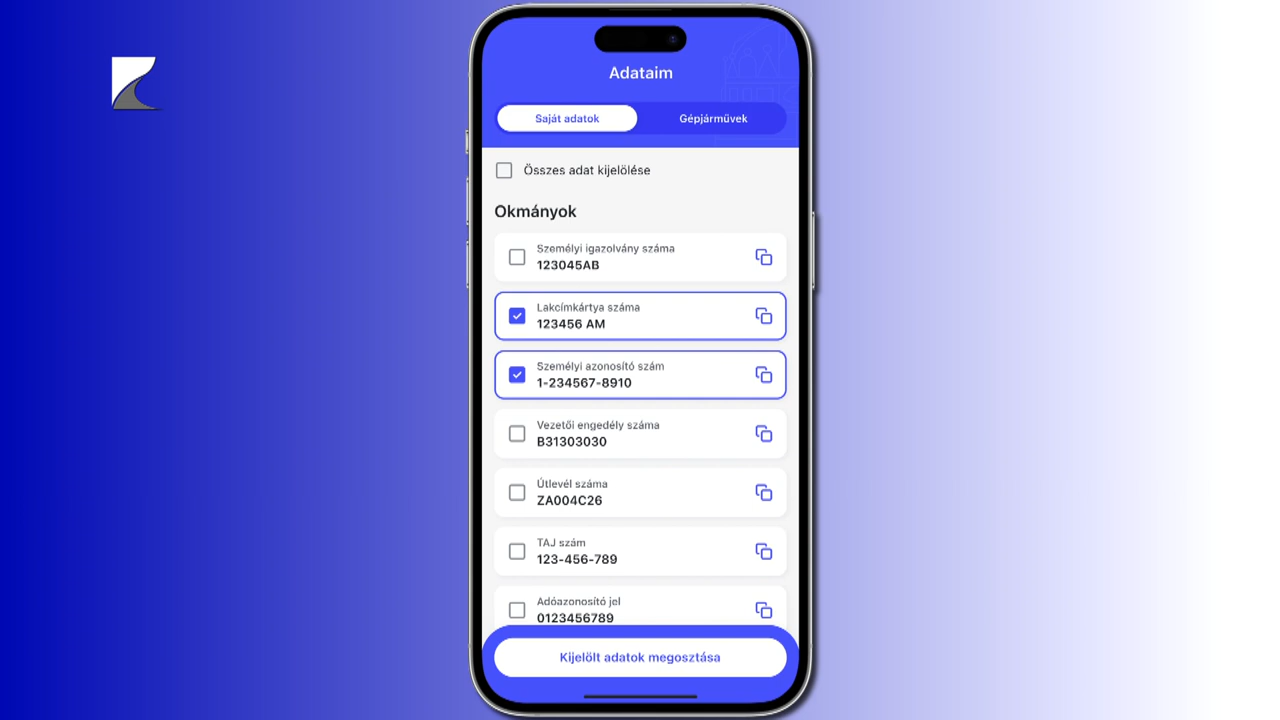 Adataim
Saját adatok
Gépjárművek
Összes adat kijelölése
Okmányok
Személyi igazolvány száma
123045AB
Lakcímkártya száma
123456 AM
Személyi azonosító szám
1-234567-8910
Vezetői engedély száma
B31303030
Útlevél száma
ZA004C26
TAJ szám
123-456-789
Adóazonosító jel
0123456789
Kijelölt adatok megosztása